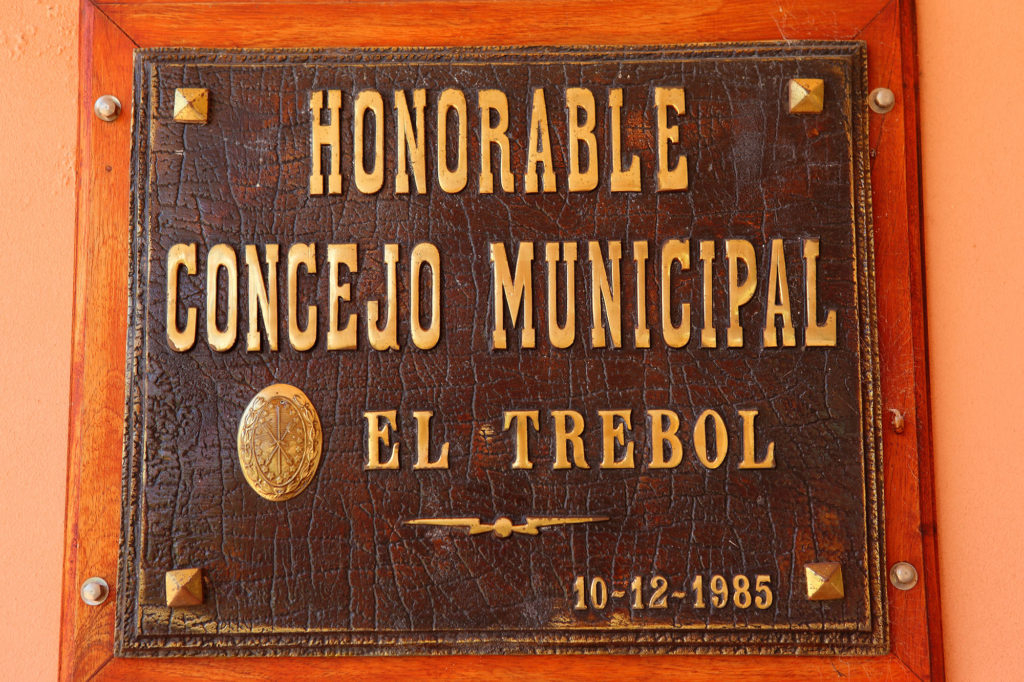 HONORABLE
CONCEJO MUNICIPAL
EL TREBOL
10-12-1985